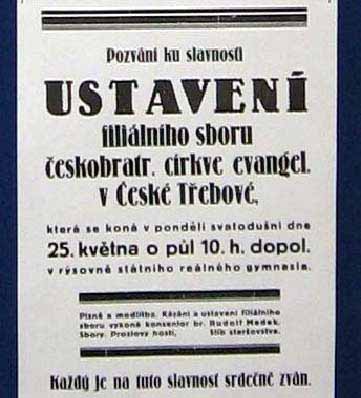 Pozvání ku slavnosti
USTAVENÍ
filiálního sboru
českobratr. církve evangel.
v České Třebové,
která se koná v pondělí svatodušní dne
25. května o půl 10. h. dopol.
v rýsovně státního reálného gymnasia.
Písně a modlitba. Kázání a ustavení filiálního
sboru vykoná konsenior br. Rudolf Medek.
Sbory. Proslovy hostí. Slib staršovstva.
Každý je na tuto slavnost srdečně zván.